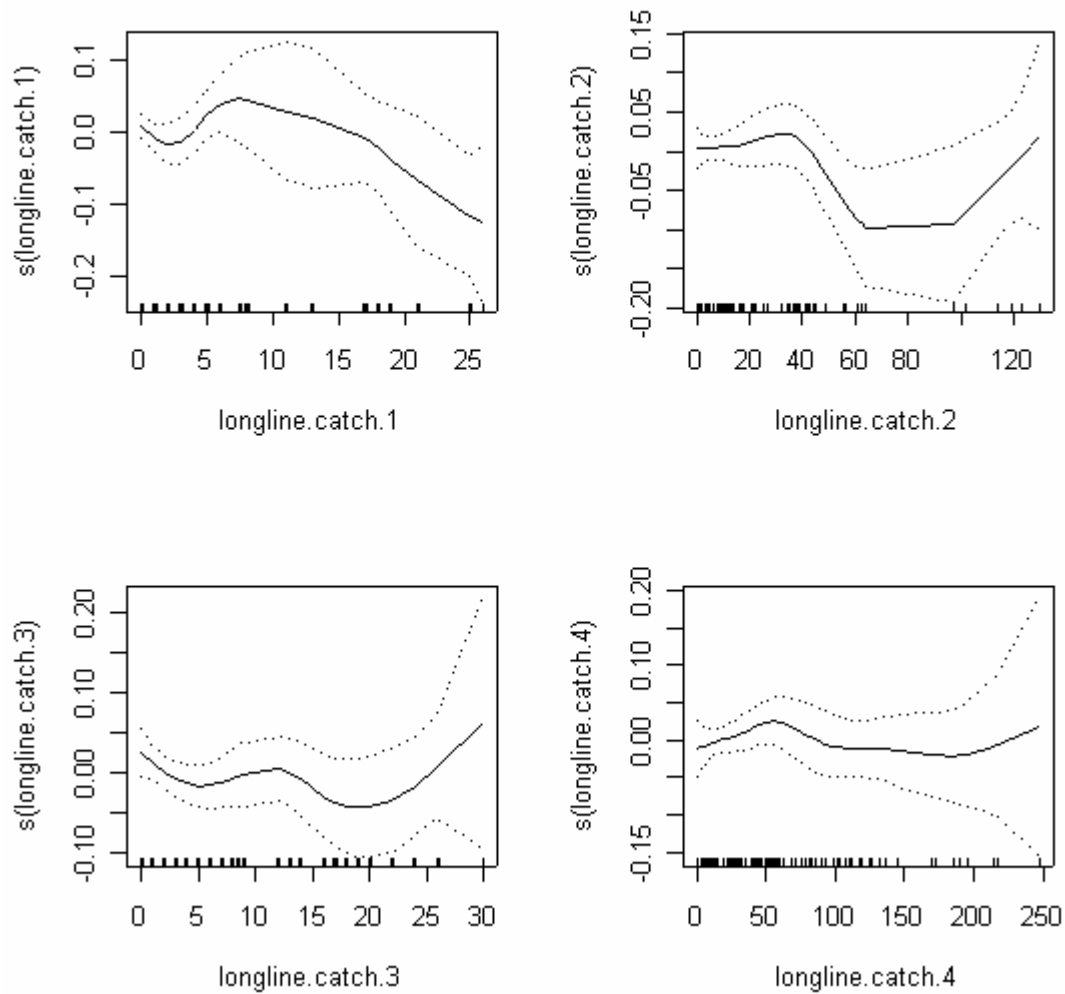 s(longline.catch.1)
0.1
0.0
-0.1
-0.2
0 5 10 15 20 25
longline.catch.1
s(longline.catch.2)
0.15
0.05
-0.05
-0.20
0 20 40 60 80 120
longline.catch.2
s(longline.catch.3)
0.20
0.10
0.00
-0.10
0 5 10 15 20 25 30
longline.catch.3
s(longline.catch.4)
0.20
0.10
0.00
-0.15
0 50 100 150 200 250
longline.catch.4